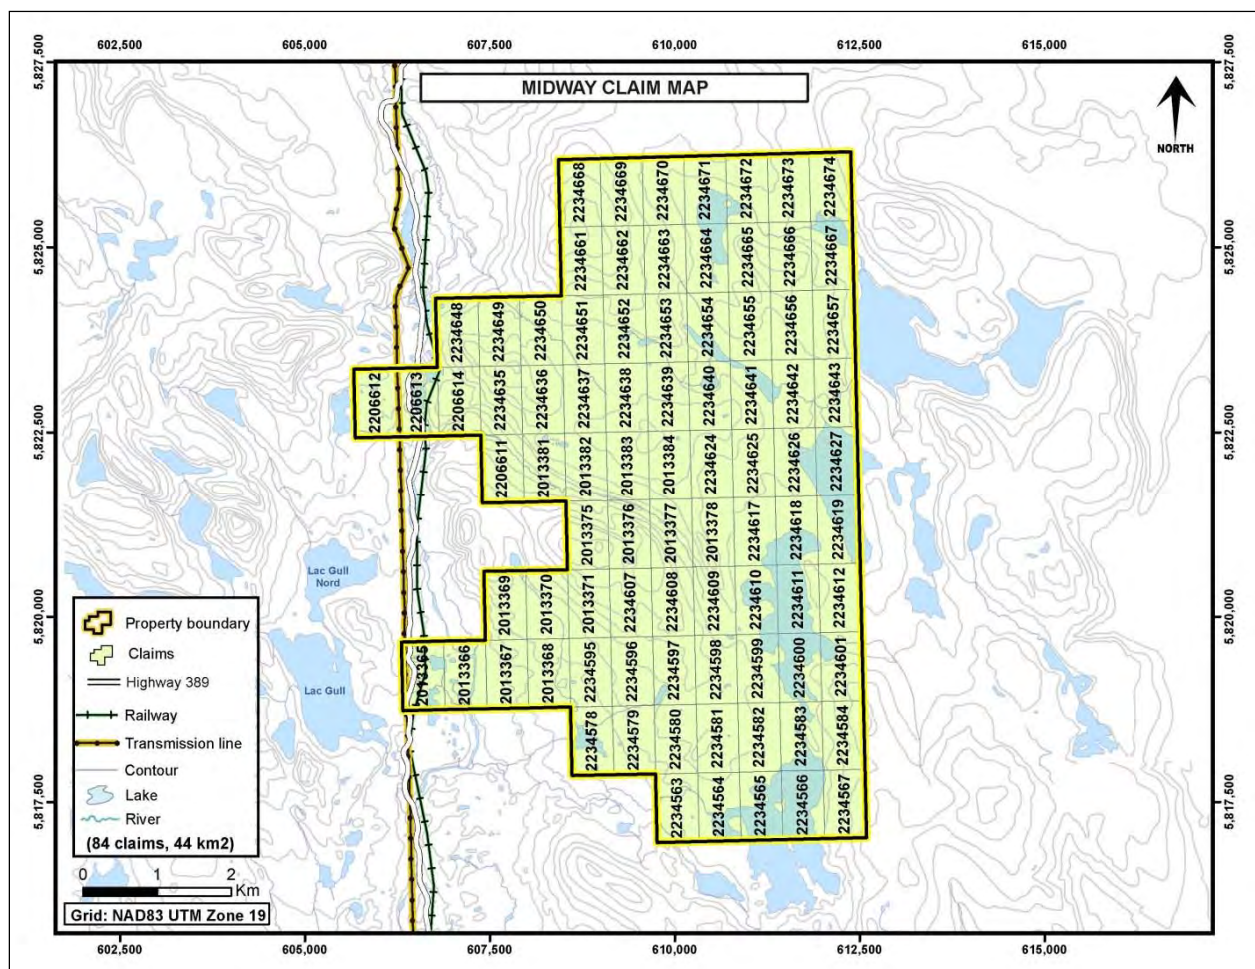 602,500 605,000 607,500 610,000 612,500 615,000
5,827,500 5,827,500
MIDWAY CLAIM MAP
NORTH
2234668 2234669 2234670 2234671 2234672 2234673 2234674
5,825,000 5,825,000
2234661 2234662 2234663 2234664 2234665 2234666 2234667
2234648 2234649 2234650 2234651 2234652 2234653 2234654 2234655 2234656 2234657
2206612 2206613 2206614 2234635 2234636 2234637 2234638 2234639 2234640 2234641 2234642 2234643
5,822,500 5,822,500
2206611 2013381 2013382 2013383 2013384 2234624 2234625 2234626 2234627
2013375 2013376 2013377 2013378 2234617 2234618 2234619
Lac Gull
Nord
2013369 2013370 2013371 2234607 2234608 2234609 2234610 2234611 2234612
5,820,000 5,820,000
2013365 2013366 2013367 2013368 2234595 2234596 2234597 2234598 2234599 2234600 2234601
Lac Gull
2234578 2234579 2234580 2234581 2234582 2234583 2234584
5,817,500 5,817,500
2234563 2234564 2234565 2234566 2234567
Property boundary
Claims
Highway 389
Railway
Transmission line
Contour
Lake
River
(84 claims, 44 km2)
0 1 2
Km
Grid: NAD83 UTM Zone 19
602,500 605,000 607,500 610,000 612,500 615,000